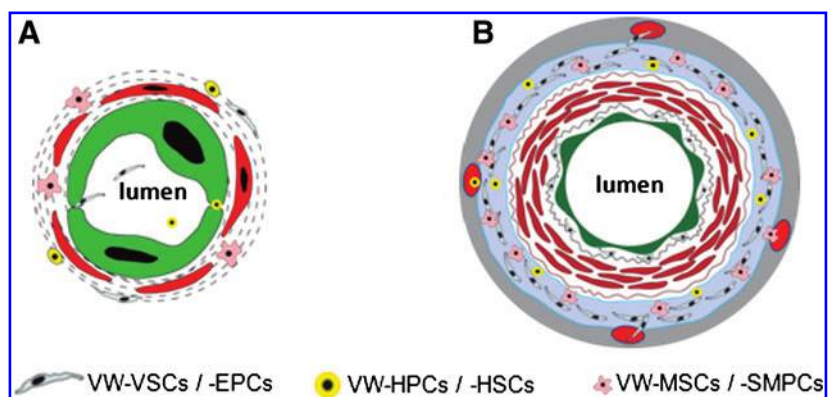 A
B
lumen
lumen
VW-VSCs / -EPCs
VW-HPCs / -HSCs
VW-MSCs / -SMPCs